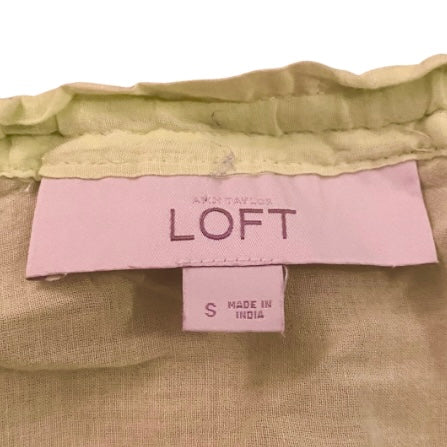 ANN TAYLOR
LOFT
S
MADE IN
INDIA